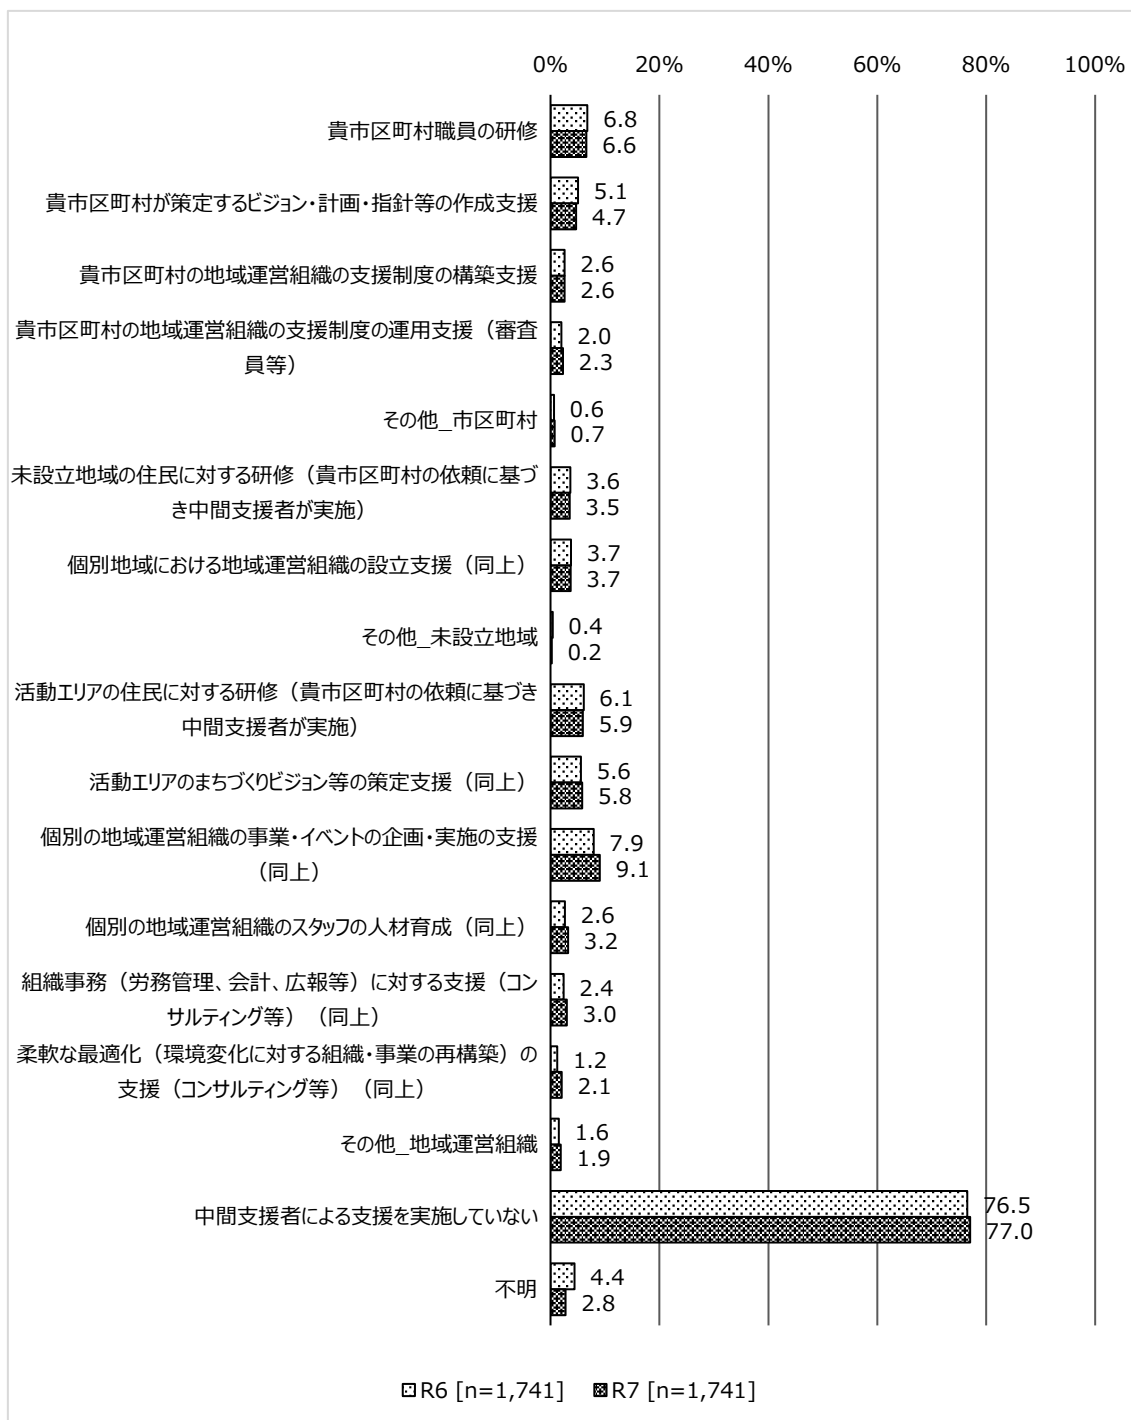 0% 20% 40% 60% 80% 100%
貴市区町村職員の研修
6.8
6.6
貴市区町村が策定するビジョン・計画・指針等の作成支援
5.1
4.7
貴市区町村の地域運営組織の支援制度の構築支援
2.6
2.6
貴市区町村の地域運営組織の支援制度の運用支援（審査
員等）
2.0
2.3
その他_市区町村
0.6
0.7
未設立地域の住民に対する研修（貴市区町村の依頼に基づ
き中間支援者が実施）
3.6
3.5
個別地域における地域運営組織の設立支援（同上）
3.7
3.7
その他_未設立地域
0.4
0.2
活動エリアの住民に対する研修（貴市区町村の依頼に基づき
中間支援者が実施）
6.1
5.9
活動エリアのまちづくりビジョン等の策定支援（同上）
5.6
5.8
個別の地域運営組織の事業・イベントの企画・実施の支援
（同上）
7.9
9.1
個別の地域運営組織のスタッフの人材育成（同上）
2.6
3.2
組織事務（労務管理、会計、広報等）に対する支援（コン
サルティング等）（同上）
2.4
3.0
柔軟な最適化（環境変化に対する組織・事業の再構築）の
支援（コンサルティング等）（同上）
1.2
2.1
その他_地域運営組織
1.6
1.9
中間支援者による支援を実施していない
76.5
77.0
不明
4.4
2.8
R6 [n=1,741] R7 [n=1,741]